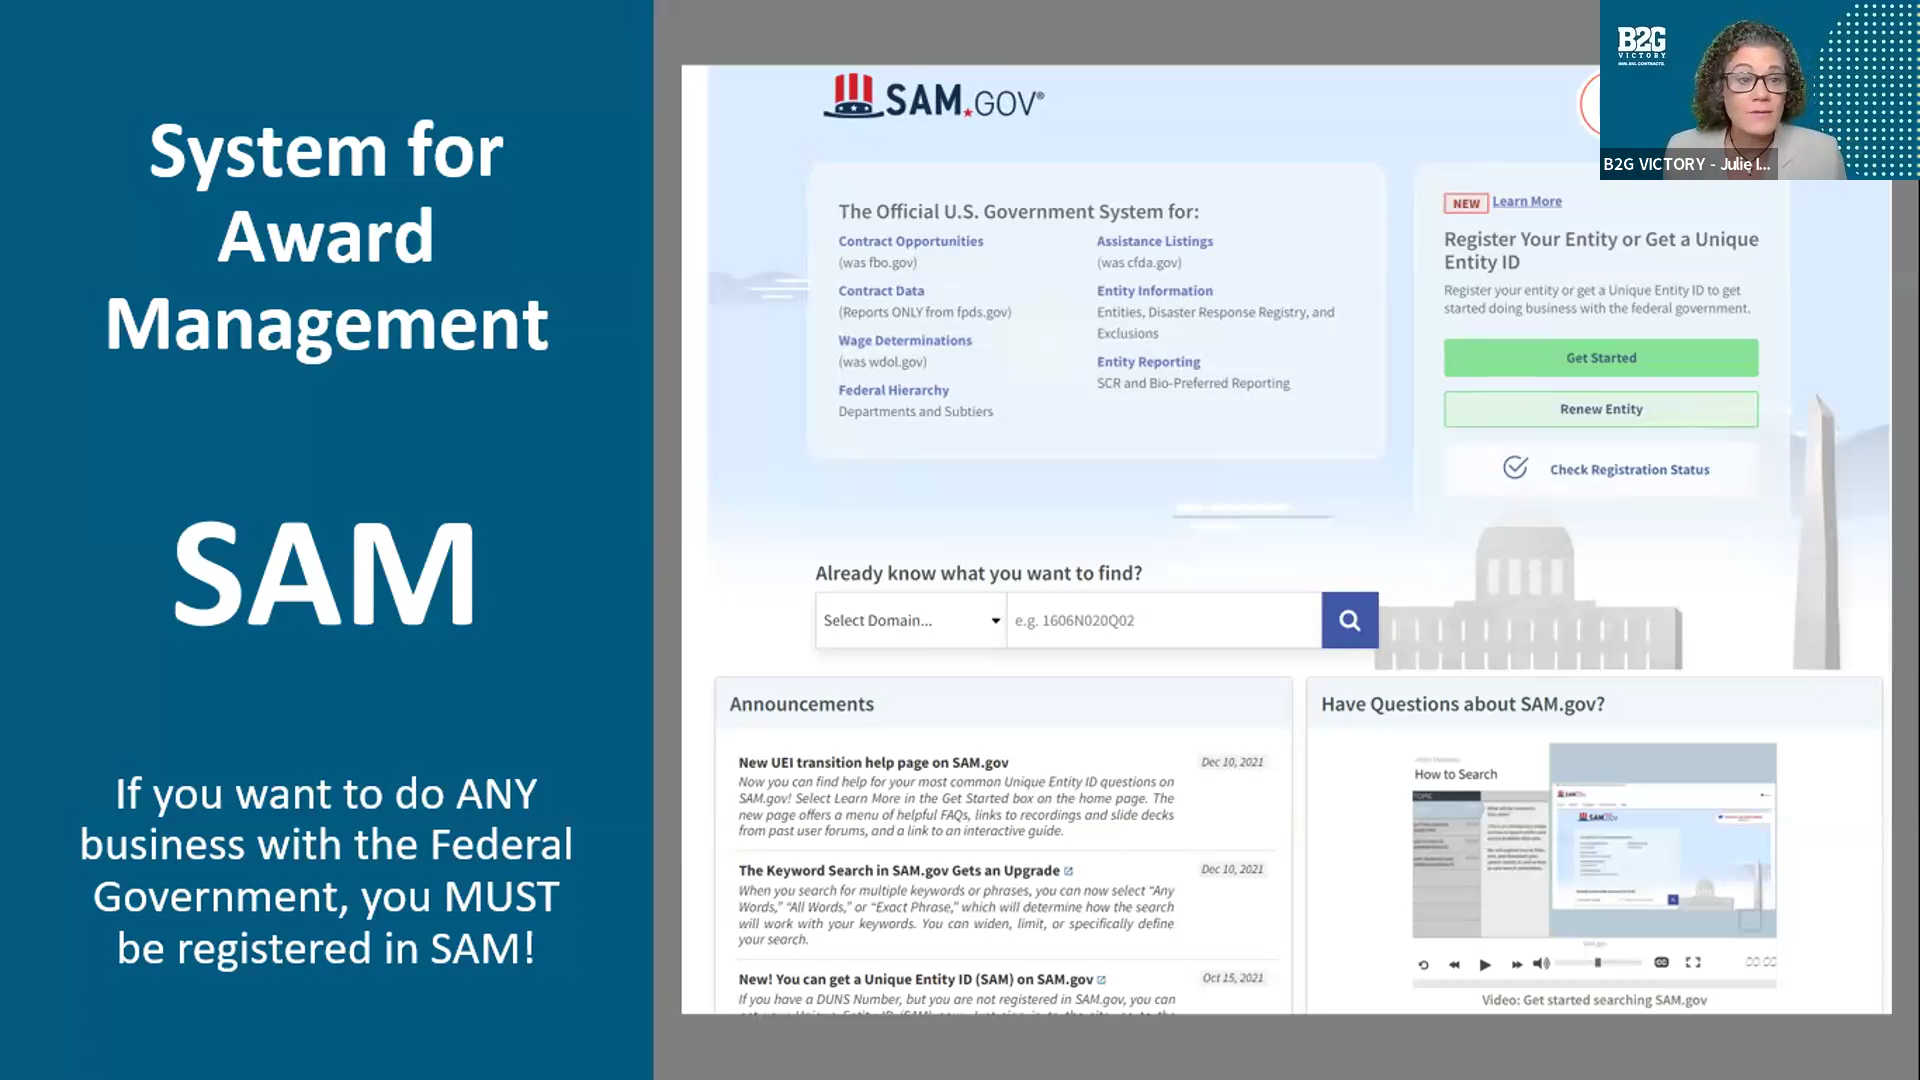 System for
Award
Management
SAM
If you want to do ANY
business with the Federal
Government, you MUST
be registered in SAM!
SAM.GOV®
The Official U.S. Government System for:
Contract Opportunities
(was fbo.gov)
Contract Data
(Reports ONLY from fpds.gov)
Wage Determinations
(was wdol.gov)
Federal Hierarchy
Departments and Subtiers
Assistance Listings
(was cfda.gov)
Entity Information
Entities, Disaster Response Registry, and
Exclusions
Entity Reporting
SCR and Bio-Preferred Reporting
NEW Learn More
Register Your Entity or Get a Unique
Entity ID
Register your entity or get a Unique Entity ID to get
started doing business with the federal government.
Get Started
Renew Entity
Check Registration Status
Already know what you want to find?
Select Domain...
e.g. 1606N020Q02
Announcements
New UEI transition help page on SAM.gov
Dec 10, 2021
Now you can find help for your most common Unique Entity ID questions on
SAM.gov! Select Learn More in the Get Started box on the home page. The
new page offers a menu of helpful FAQs, links to recordings and slide decks
from past user forums, and a link to an interactive guide.
The Keyword Search in SAM.gov Gets an Upgrade
Dec 10, 2021
When you search for multiple keywords or phrases, you can now select “Any
Words,” “All Words,” or “Exact Phrase,” which will determine how the search
will work with your keywords. You can widen, limit, or specifically define
your search.
New! You can get a Unique Entity ID (SAM) on SAM.gov
Oct 15, 2021
If you have a DUNS Number, but you are not registered in SAM.gov, you can
Have Questions about SAM.gov?
How to Search
TOPIC
SAM.GOV
00:00
Video: Get started searching SAM.gov
B2G
VICTORY
WIN. BIG. CONTRACTS.
B2G VICTORY - Julie I...